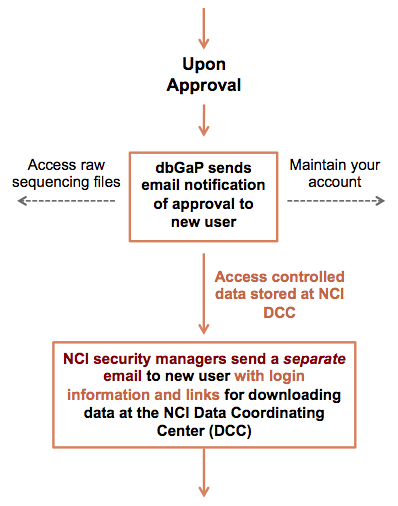 Upon
Approval
Access raw
sequencing files
dbGaP sends
email notification
of approval to
new user
Maintain your
account
Access controlled
data stored at NCI
DCC
NCI security managers send a separate
email to new user with login
information and links for downloading
data at the NCI Data Coordinating
Center (DCC)